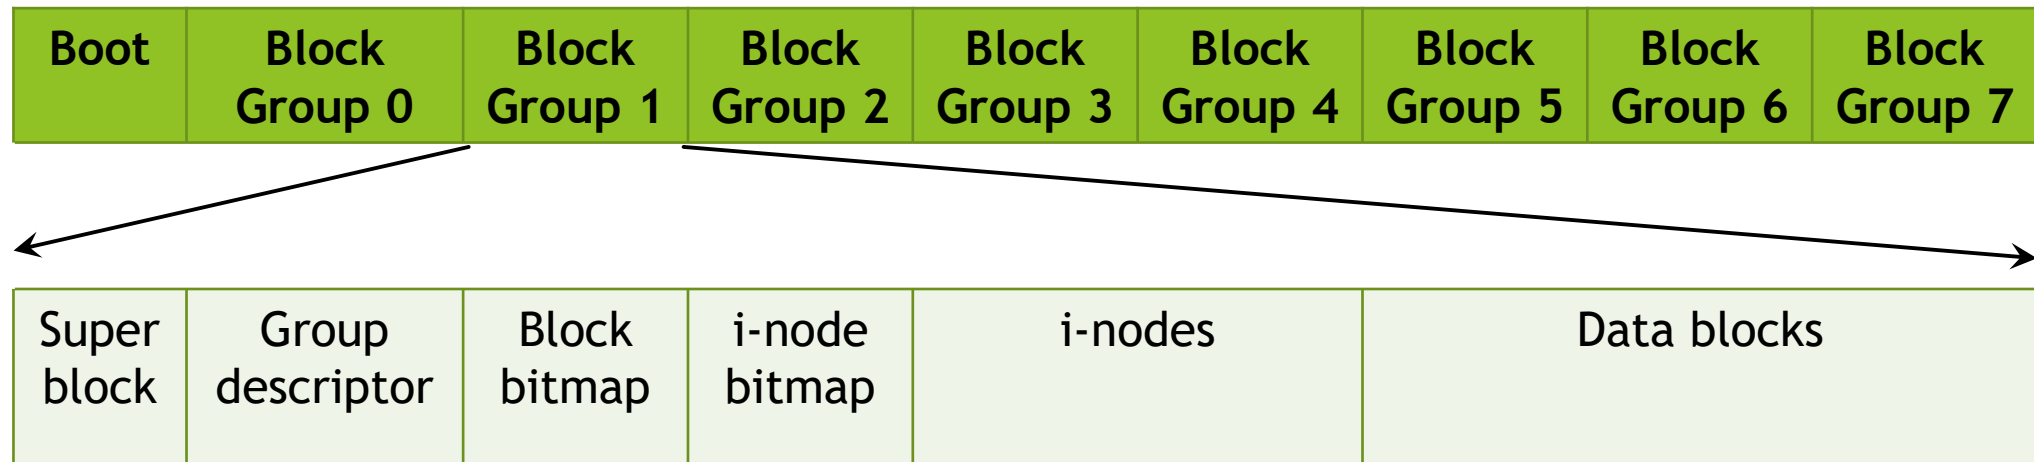 Boot Block Block Block Block Block Block Block Block
Group 0 Group 1 Group 2 Group 3 Group 4 Group 5 Group 6 Group 7
Super Group Block i-node i-nodes Data blocks
block descriptor bitmap bitmap